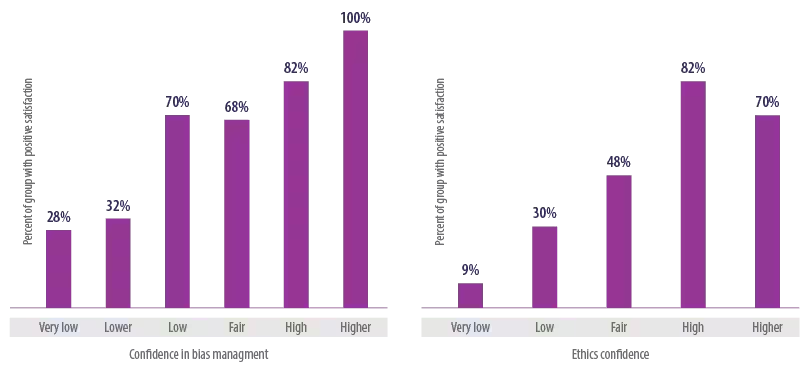 100%
82%
70%
68%
32%
28%
Percent of group with positive satisfaction
Very low Lower Low Fair High Higher
Confidence in bias managment
82%
70%
48%
30%
9%
Percent of group with positive satisfaction
Very low Low Fair High Higher
Ethics confidence